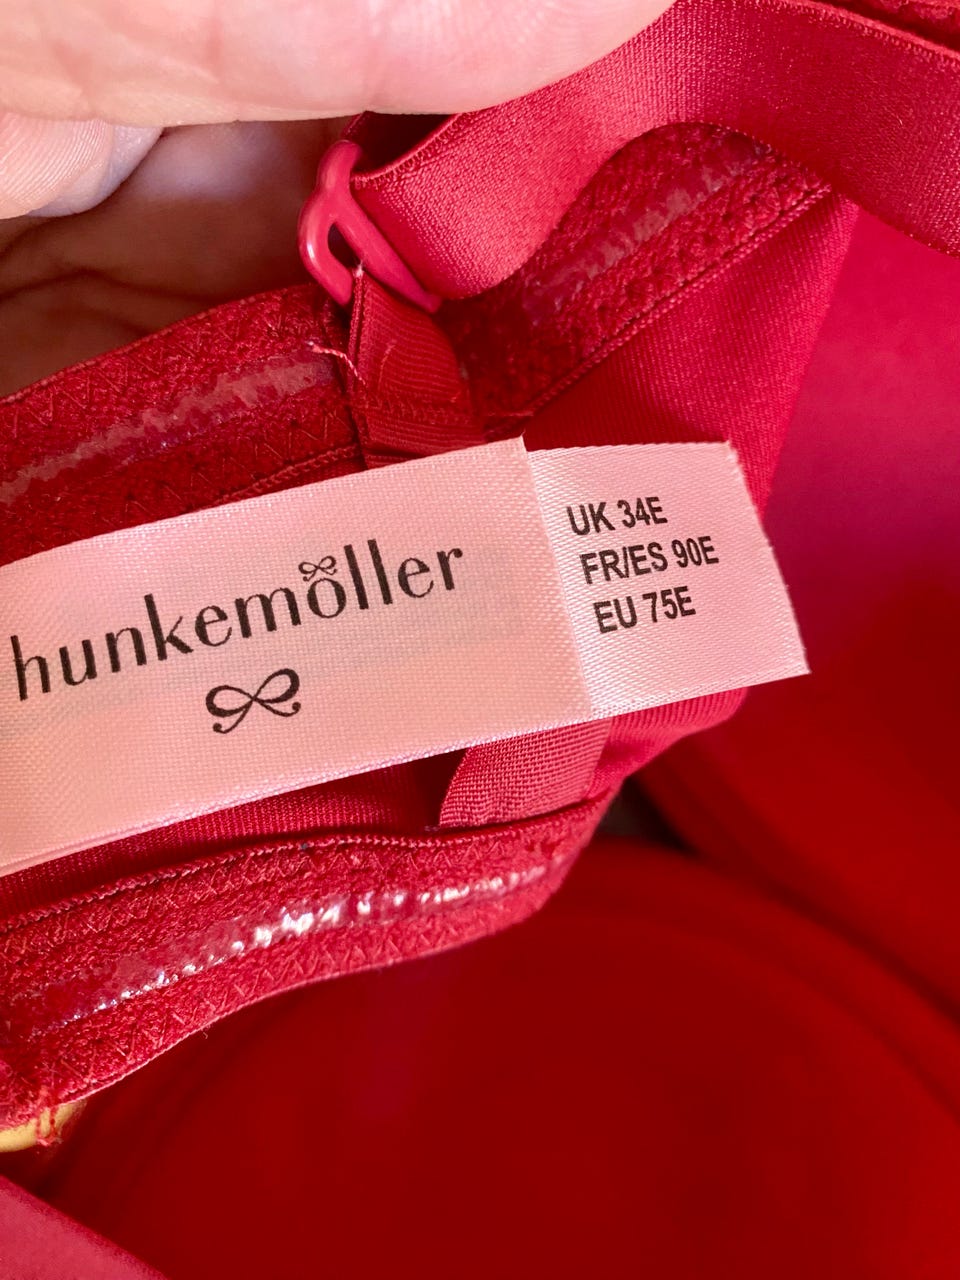 hunkemöller
UK 34E
FR/ES 90E
EU 75E